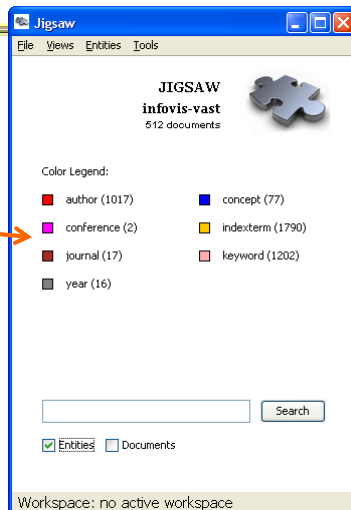 Jigsaw
File Views Entities Tools
JIGSAW
infovis-vast
512 documents
Color Legend:
author (1017) concept (77)
conference (2) indexterm (1790)
journal (17) keyword (1202)
year (16)
Search
Entities Documents
Workspace: no active workspace